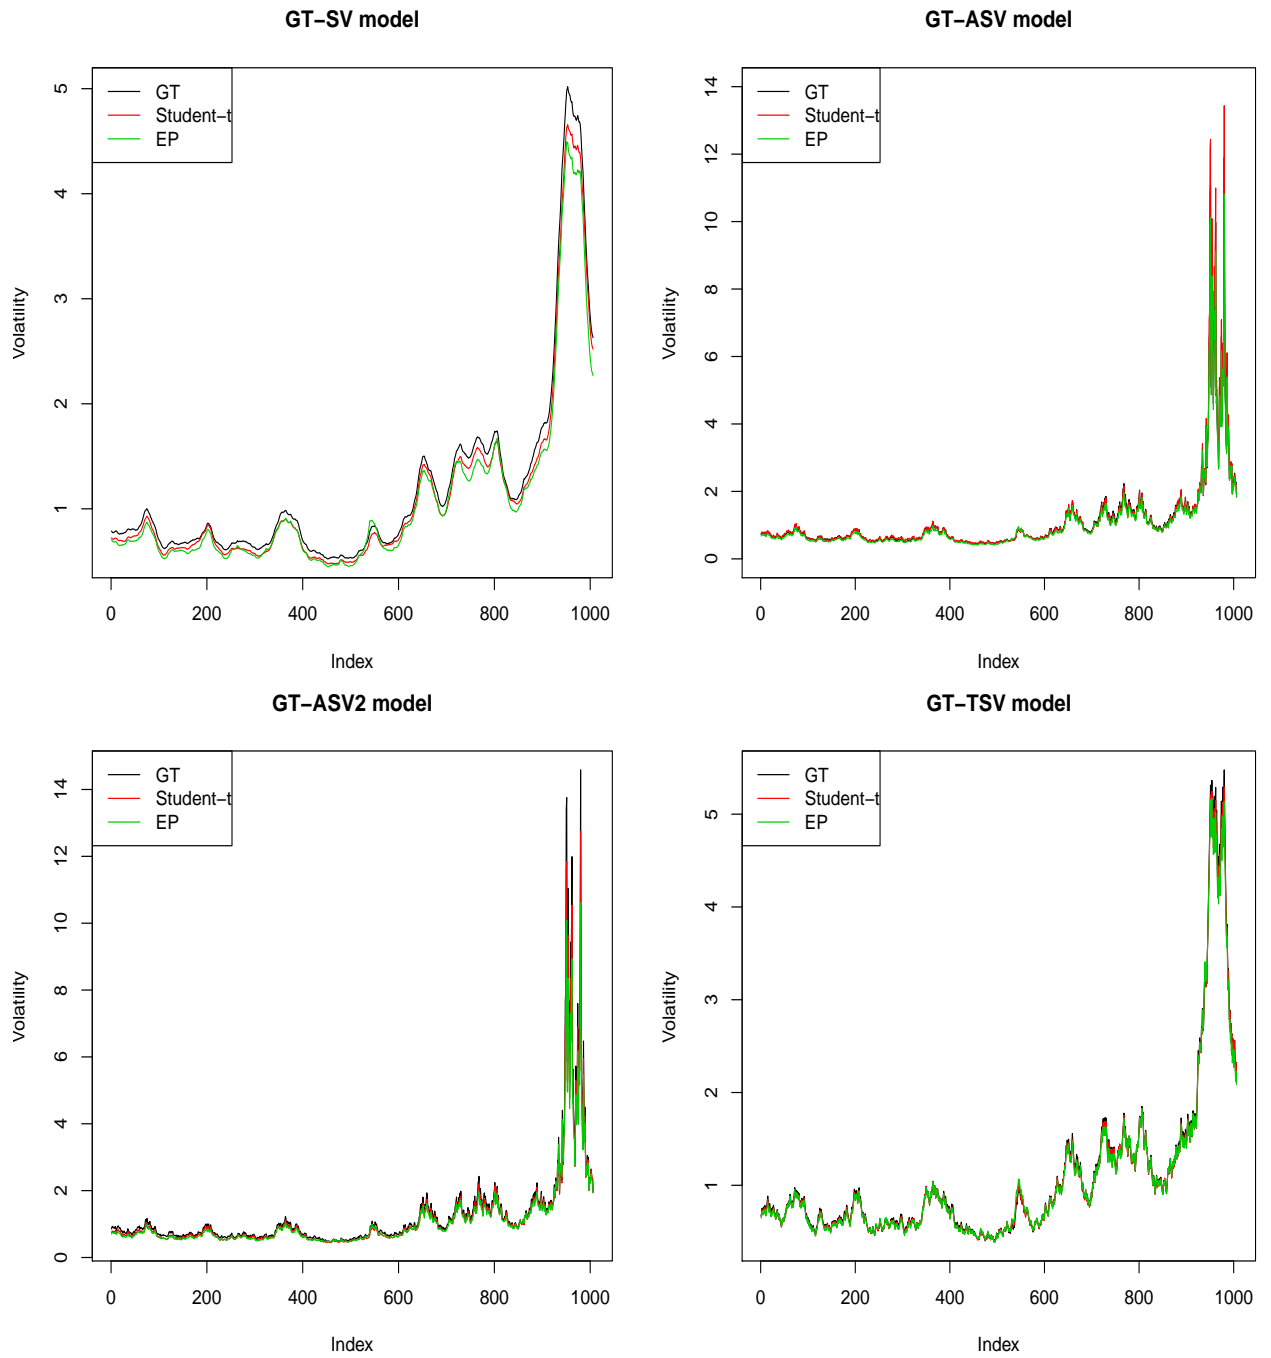 GT−SV model
GT
Student−t
EP
Volatility
5
4
3
2
1
0 200 400 600 800 1000
Index
GT−ASV model
GT
Student−t
EP
Volatility
14
12
10
8
6
4
2
0
0 200 400 600 800 1000
Index
GT−ASV2 model
GT
Student−t
EP
Volatility
14
12
10
8
6
4
2
0
0 200 400 600 800 1000
Index
GT−TSV model
GT
Student−t
EP
Volatility
5
4
3
2
1
0 200 400 600 800 1000
Index